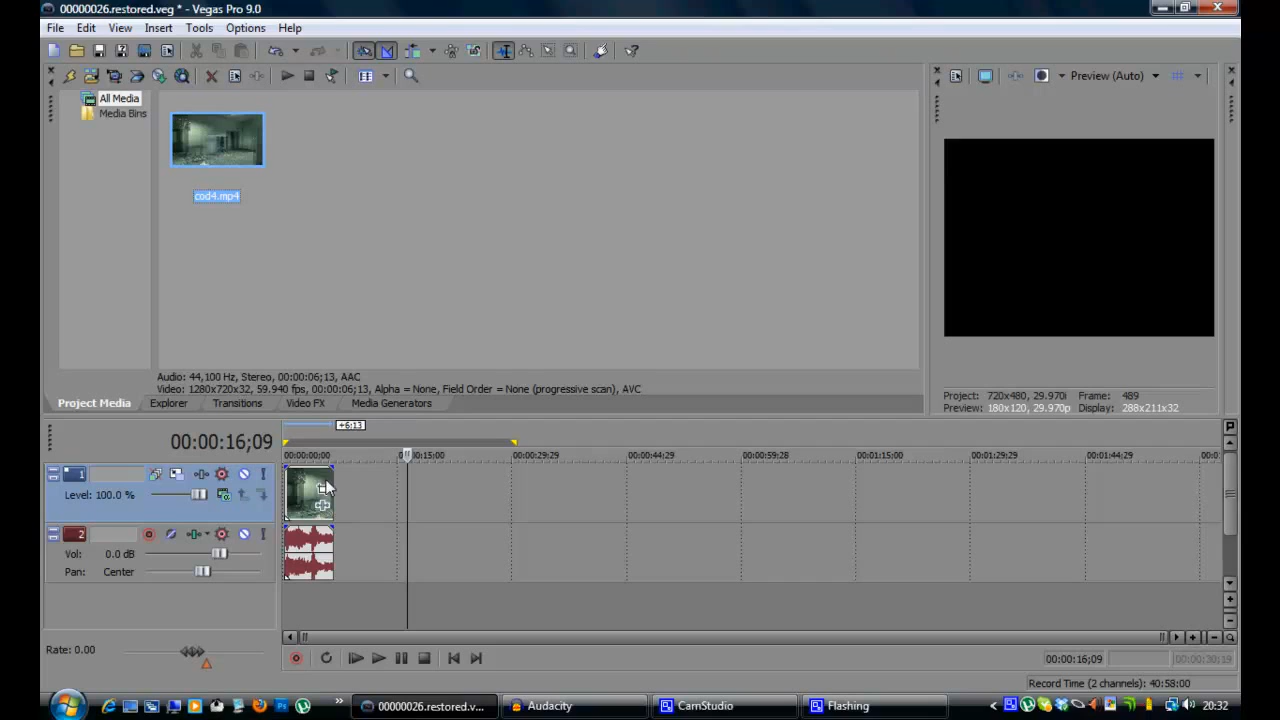 00000026.restored.veg * - Vegas Pro 9.0
File Edit View Insert Tools Options Help
Preview (Auto)
All Media
Media Bins
cod4.mp4
Audio: 44,100 Hz, Stereo, 00:00:06;13, AAC
Video: 1280x720x32, 59.940 fps, 00:00:06;13, Alpha = None, Field Order = None (progressive scan), AVC
Project Media Explorer Transitions Video FX Media Generators
Project: 720x480, 29.970i Frame: 489
Preview: 180x120, 29.970p Display: 288x211x32
+6:13
00:00:16;09
00:00:00;00 00:00:29;29 00:00:44;29 00:00:59;28 00:01:15;00 00:01:29;29 00:01:44;29
1
Level: 100.0 %
2
Vol: 0.0 dB
Pan: Center
Rate: 0.00
00:00:16;09 00:00:30;19
Record Time (2 channels): 40:58:00
00000026.restored.v... Audacity CamStudio Flashing 20:32